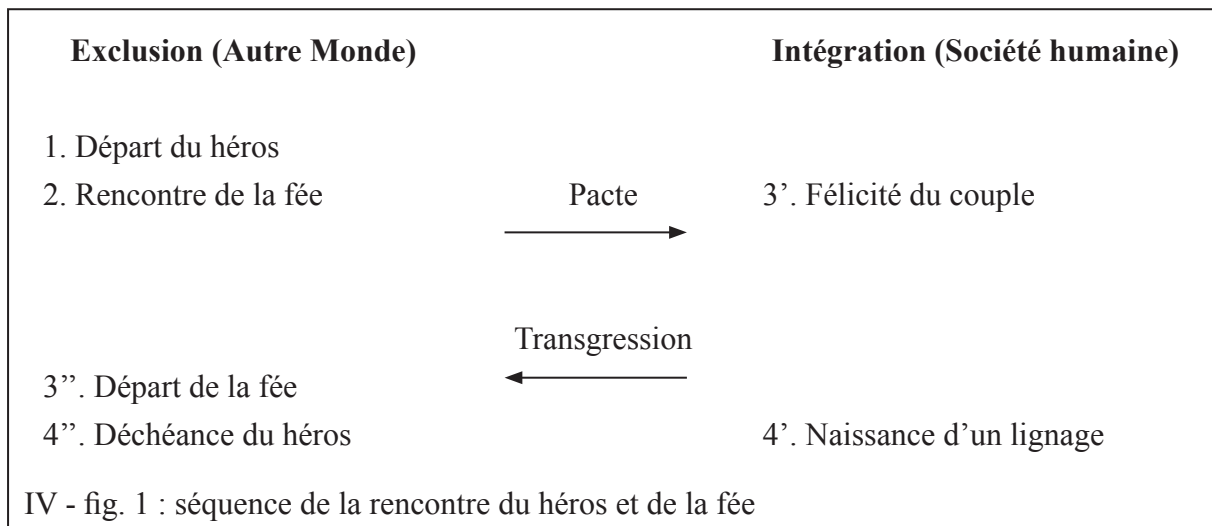 Exclusion (Autre Monde) Intégration (Société humaine)
1. Départ du héros
2. Rencontre de la fée Pacte 3’. Félicité du couple
Transgression
3’’. Départ de la fée
4’’. Déchéance du héros 4’. Naissance d’un lignage
IV - fig. 1 : séquence de la rencontre du héros et de la fée